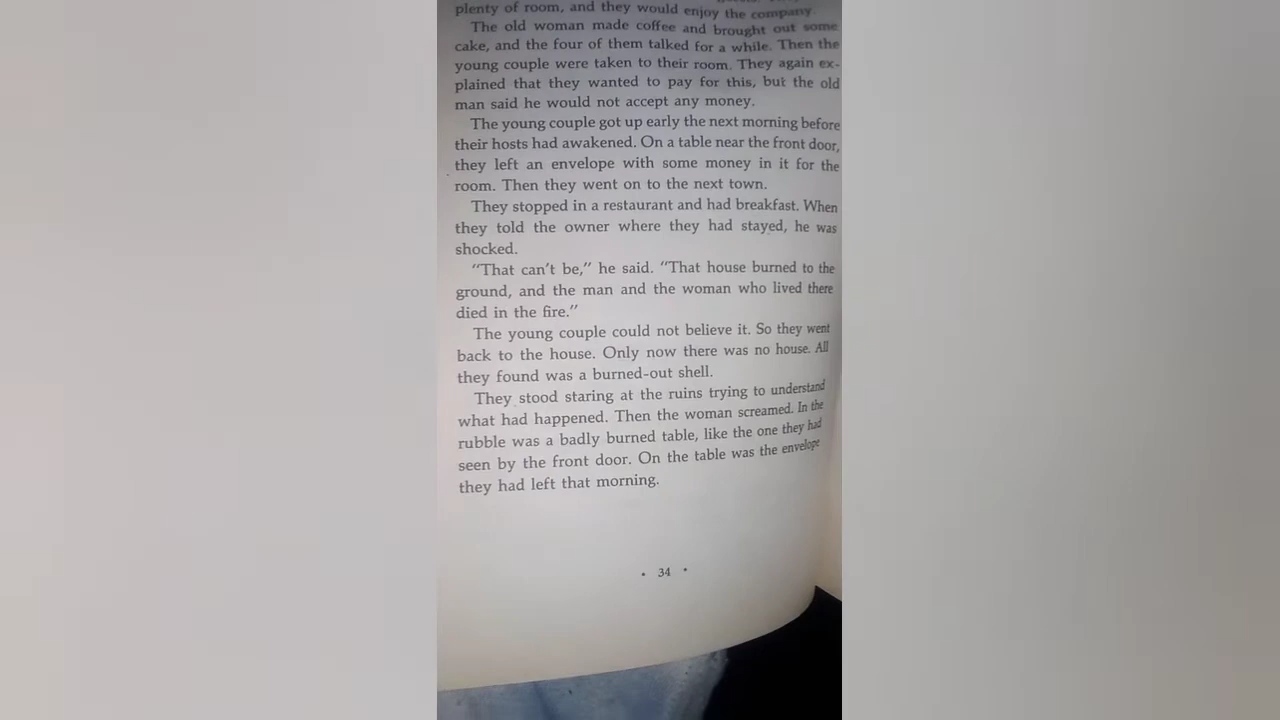 plenty of room, and they would enjoy the company.
The old woman made coffee and brought out some
cake, and the four of them talked for a while. Then the
young couple were taken to their room. They again ex-
plained that they wanted to pay for this, but the old
man said he would not accept any money.
The young couple got up early the next morning before
their hosts had awakened. On a table near the front door,
they left an envelope with some money in it for the
room. Then they went on to the next town.
They stopped in a restaurant and had breakfast. When
they told the owner where they had stayed, he was
shocked.
"That can't be," he said. "That house burned to the
ground, and the man and the woman who lived there
died in the fire."
The young couple could not believe it. So they went
back to the house. Only now there was no house. All
they found was a burned-out shell.
They stood staring at the ruins trying to understand
what had happened. Then the woman screamed. In the
rubble was a badly burned table, like the one they had
seen by the front door. On the table was the envelope
they had left that morning.
• 34 •